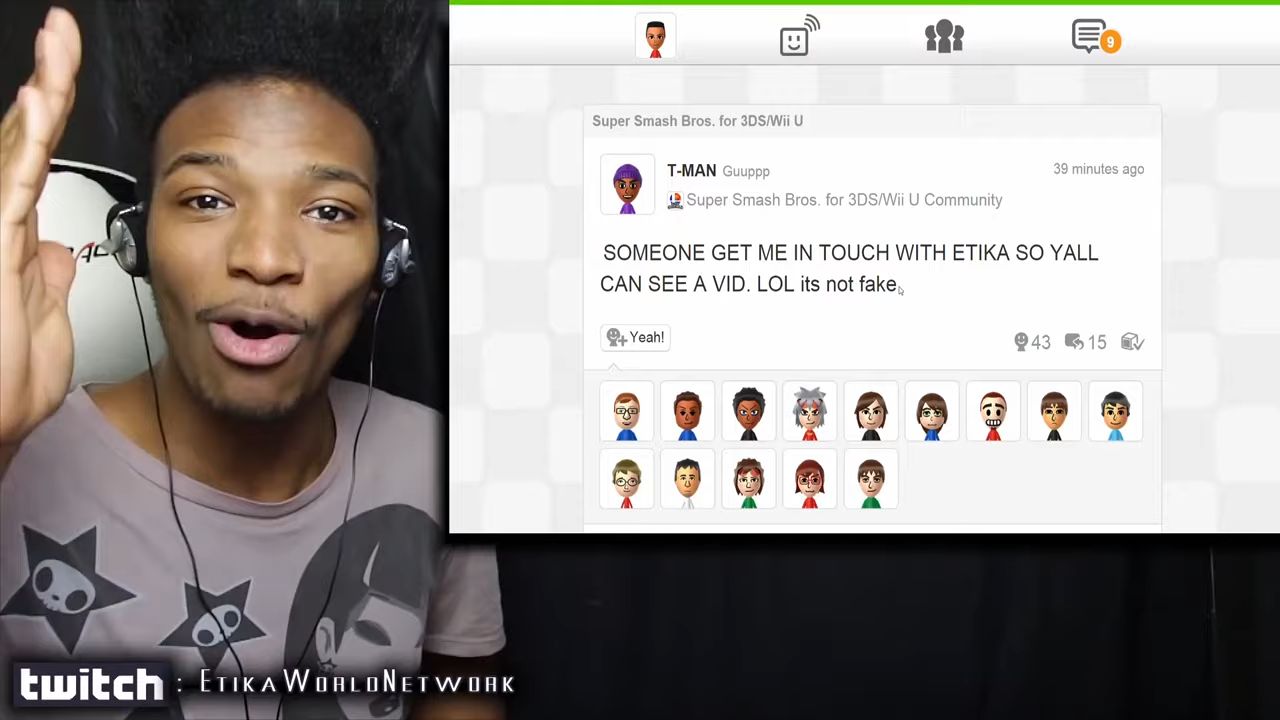 9
Super Smash Bros. for 3DS/Wii U
T-MAN Guuppp
39 minutes ago
Super Smash Bros. for 3DS/Wii U Community
SOMEONE GET ME IN TOUCH WITH ETIKA SO YALL
CAN SEE A VID. LOL its not fake
Yeah!
43 15
twitch : EtikaWorldNetwork